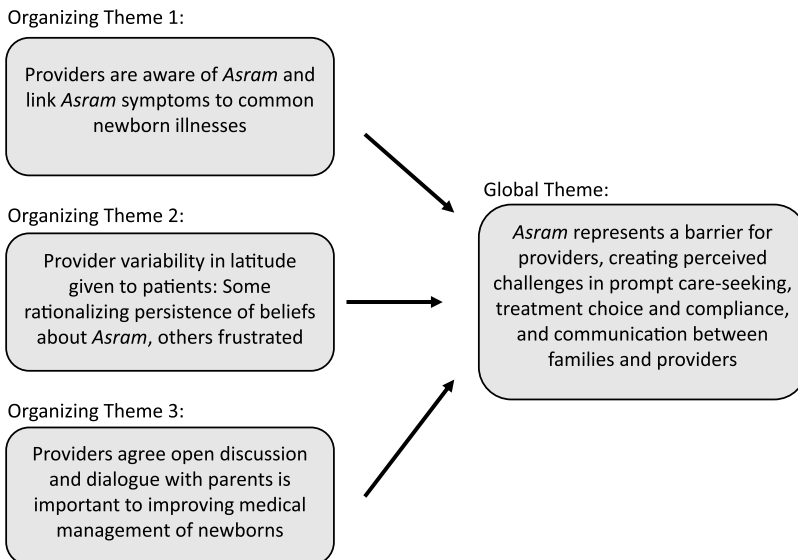 Organizing Theme 1:
Providers are aware of Asram and
link Asram symptoms to common
newborn illnesses
Organizing Theme 2:
Provider variability in latitude
given to patients: Some
rationalizing persistence of beliefs
about Asram, others frustrated
Organizing Theme 3:
Providers agree open discussion
and dialogue with parents is
important to improving medical
management of newborns
Global Theme:
Asram represents a barrier for
providers, creating perceived
challenges in prompt care-seeking,
treatment choice and compliance,
and communication between
families and providers